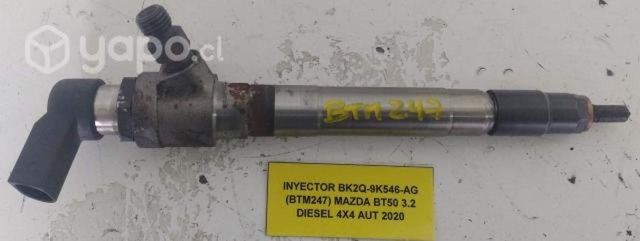 yapo.cl
BTM 247
INYECTOR BK2Q-9K546-AG
(BTM247) MAZDA BT50 3.2
DIESEL 4X4 AUT 2020